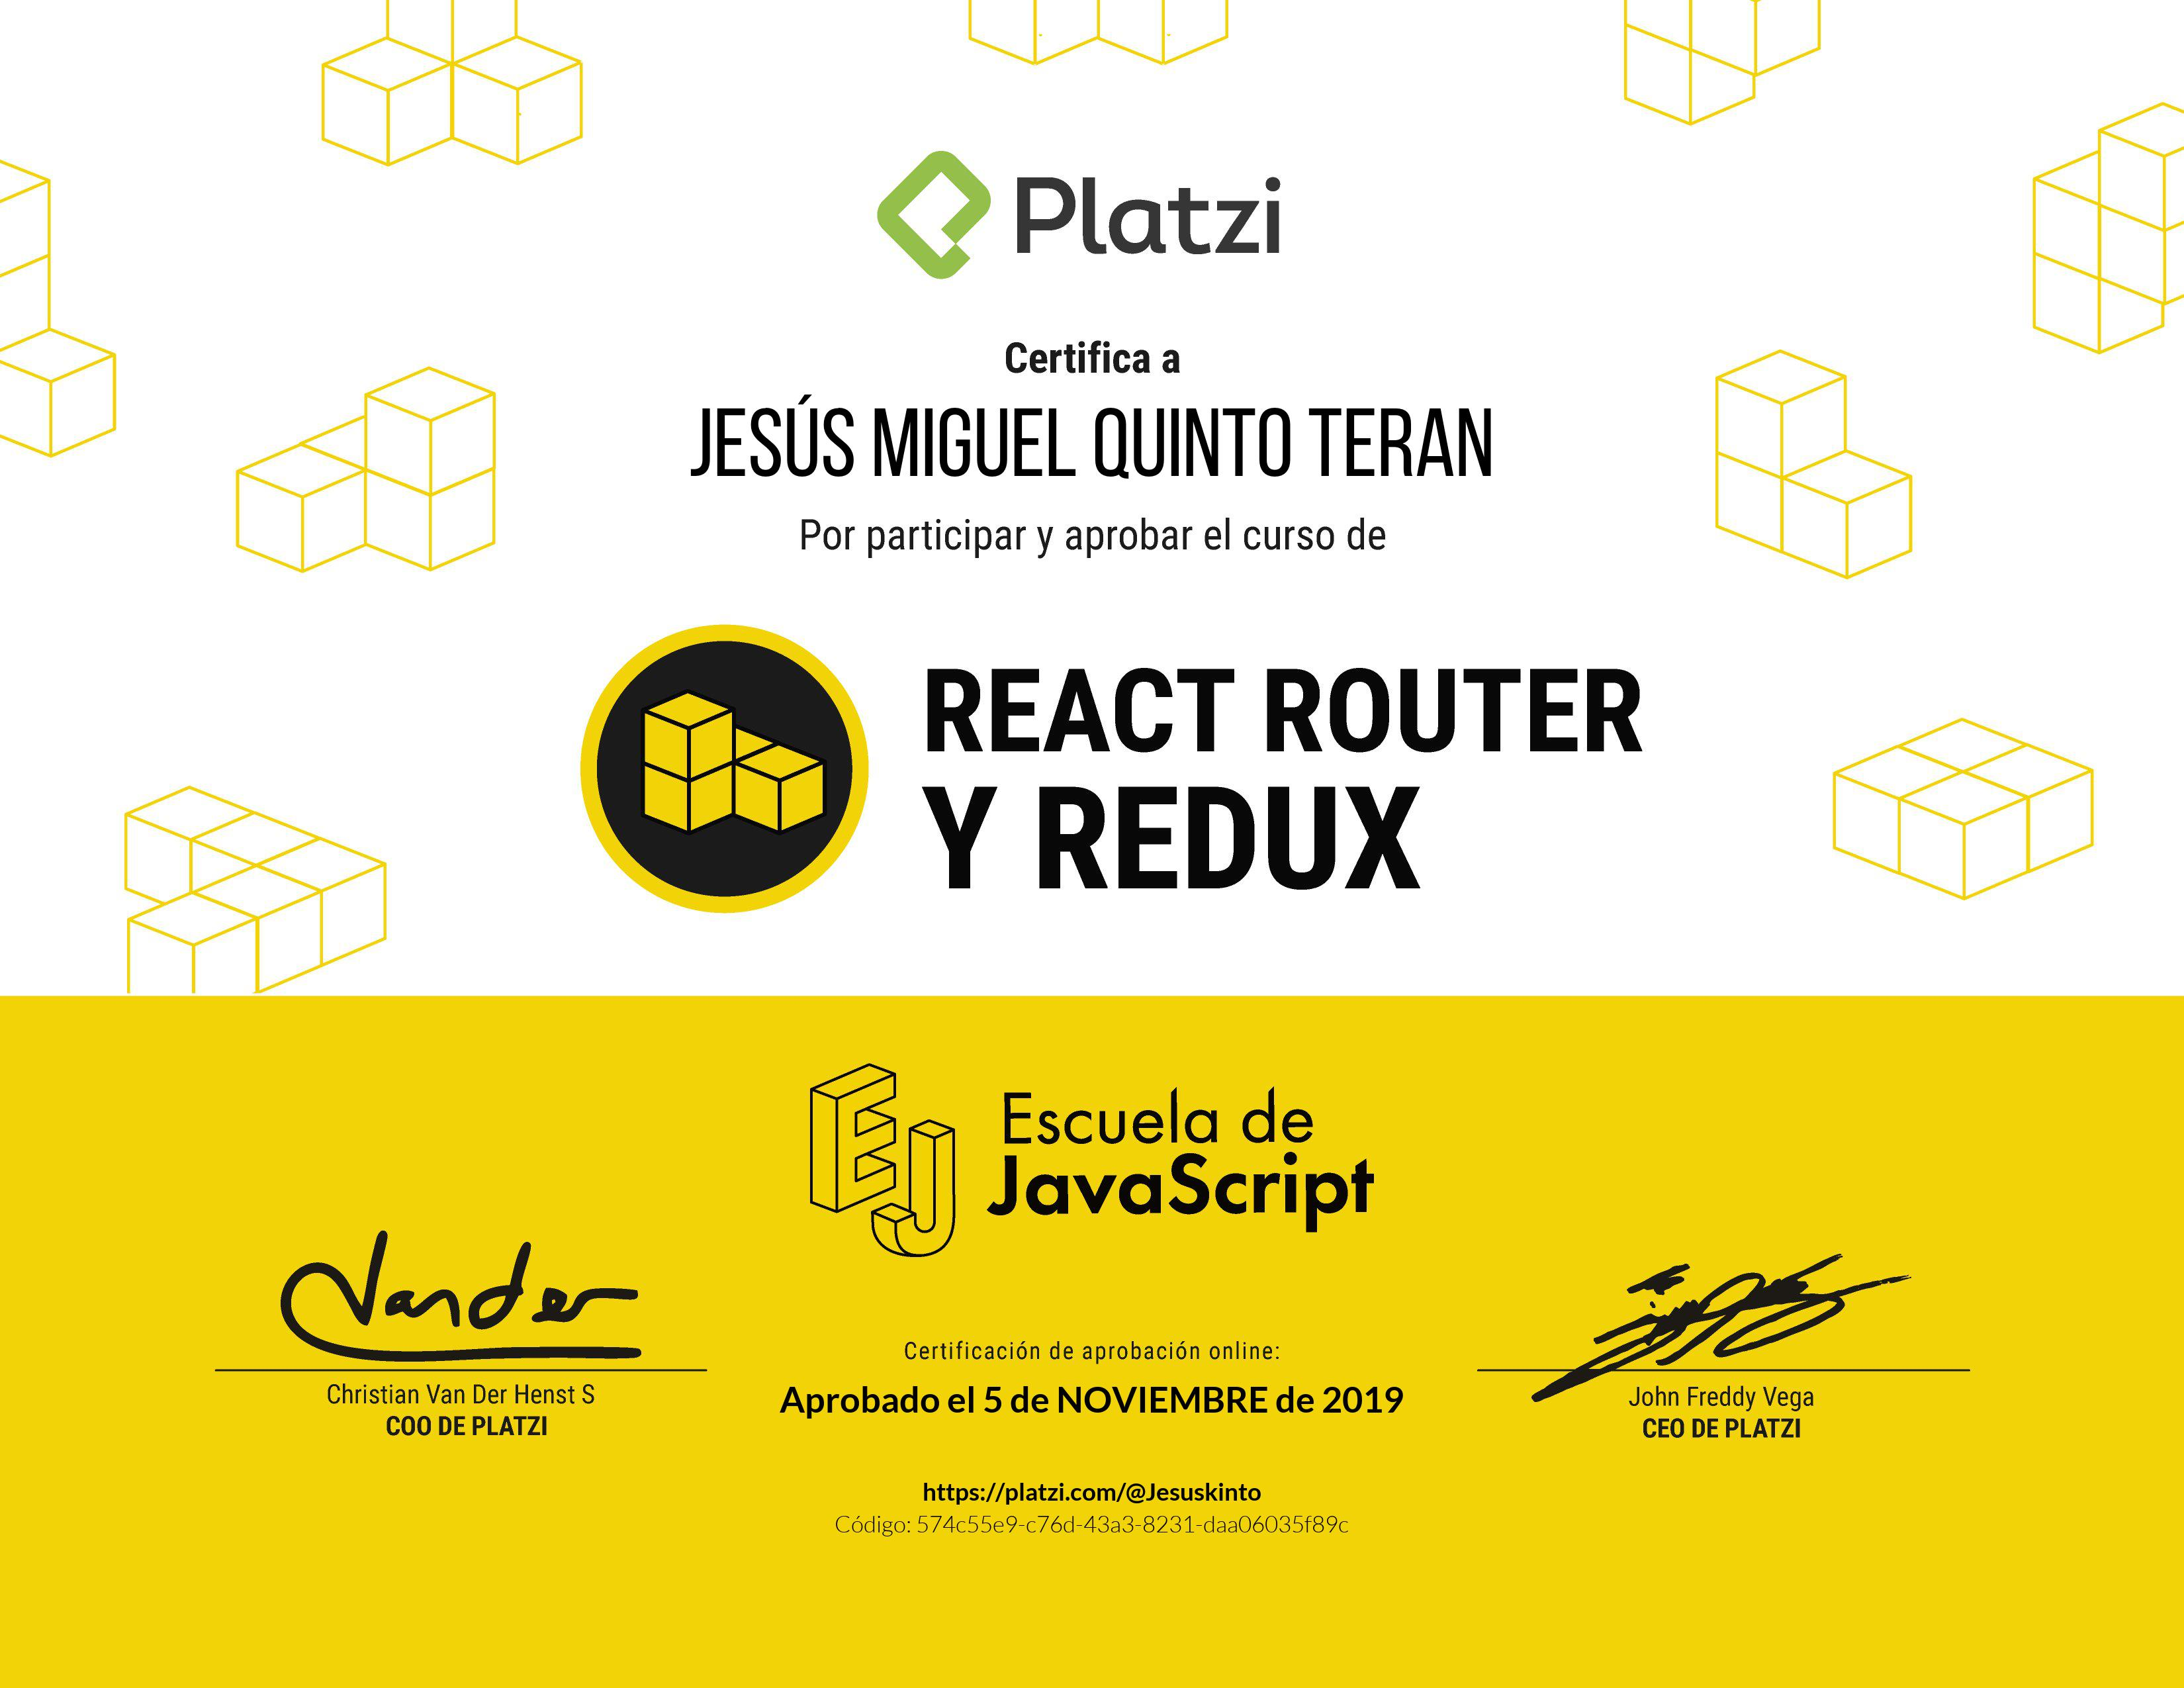 Platzi
Certifica a
JESÚS MIGUEL QUINTO TERAN
Por participar y aprobar el curso de
REACT ROUTER
Y REDUX
EJ
Escuela de
JavaScript
Vander
Christian Van Der Henst S
COO DE PLATZI
Certificación de aprobación online:
Aprobado el 5 de NOVIEMBRE de 2019
John Freddy Vega
CEO DE PLATZI
https://platzi.com/@Jesuskinto
Código: 574c55e9-c76d-43a3-8231-daa06035f89c